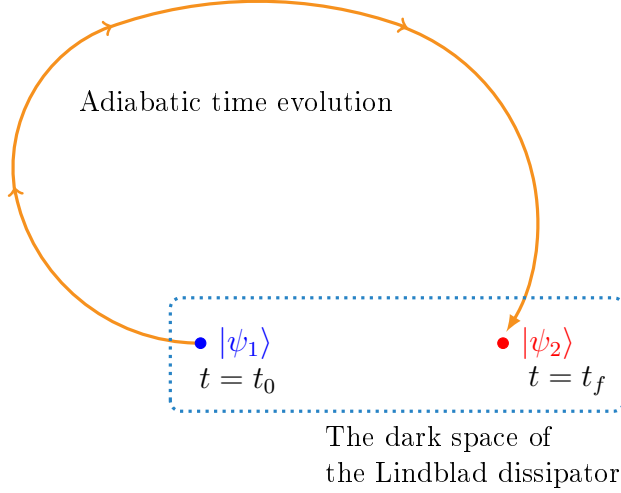 Adiabatic time evolution
|ψ₁⟩
|ψ₂⟩
t = t₀
t = t_f
The dark space of
the Lindblad dissipator